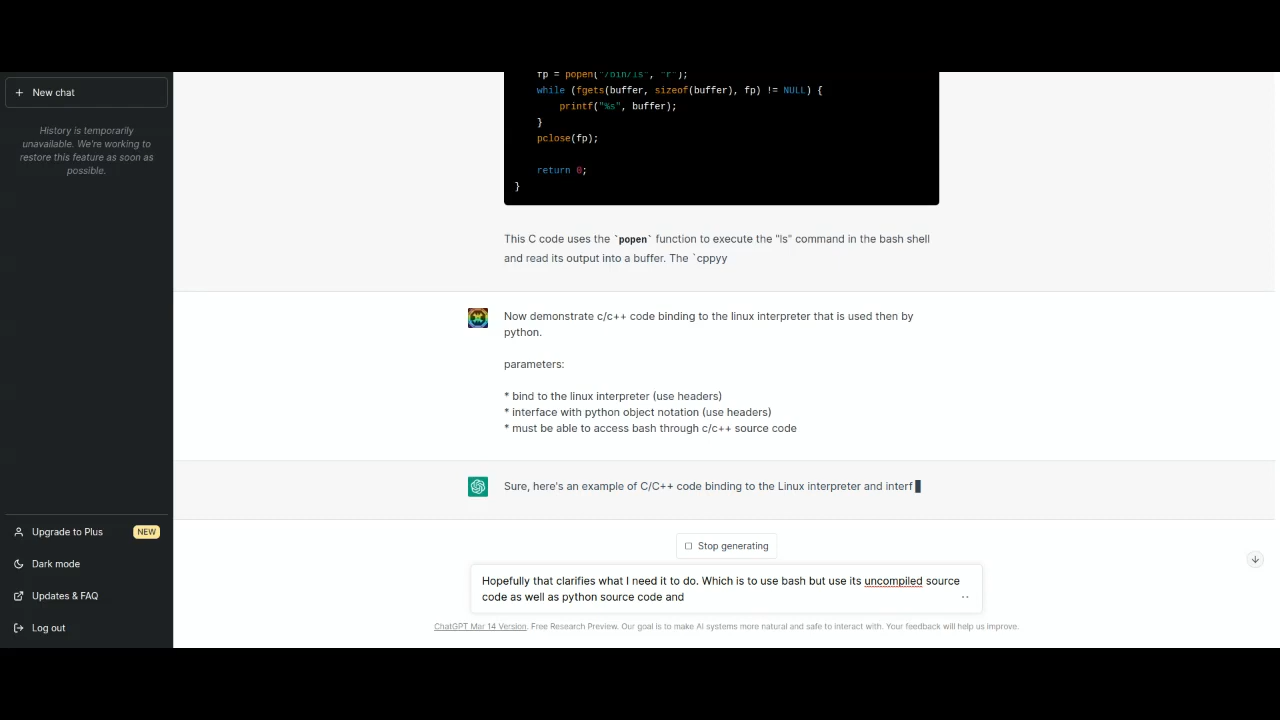 New chat
History is temporarily
unavailable. We're working to
restore this feature as soon as
possible.
Upgrade to Plus NEW
Dark mode
Updates & FAQ
Log out
fp = popen("/bin/ls", "r");
while (fgets(buffer, sizeof(buffer), fp) != NULL) {
printf("%s", buffer);
}
pclose(fp);
return 0;
}
This C code uses the `popen` function to execute the "ls" command in the bash shell
and read its output into a buffer. The `cppyy
Now demonstrate c/c++ code binding to the linux interpreter that is used then by
python.
parameters:
* bind to the linux interpreter (use headers)
* interface with python object notation (use headers)
* must be able to access bash through c/c++ source code
Sure, here's an example of C/C++ code binding to the Linux interpreter and interf
Stop generating
Hopefully that clarifies what I need it to do. Which is to use bash but use its uncompiled source
code as well as python source code and
ChatGPT Mar 14 Version. Free Research Preview. Our goal is to make AI systems more natural and safe to interact with. Your feedback will help us improve.